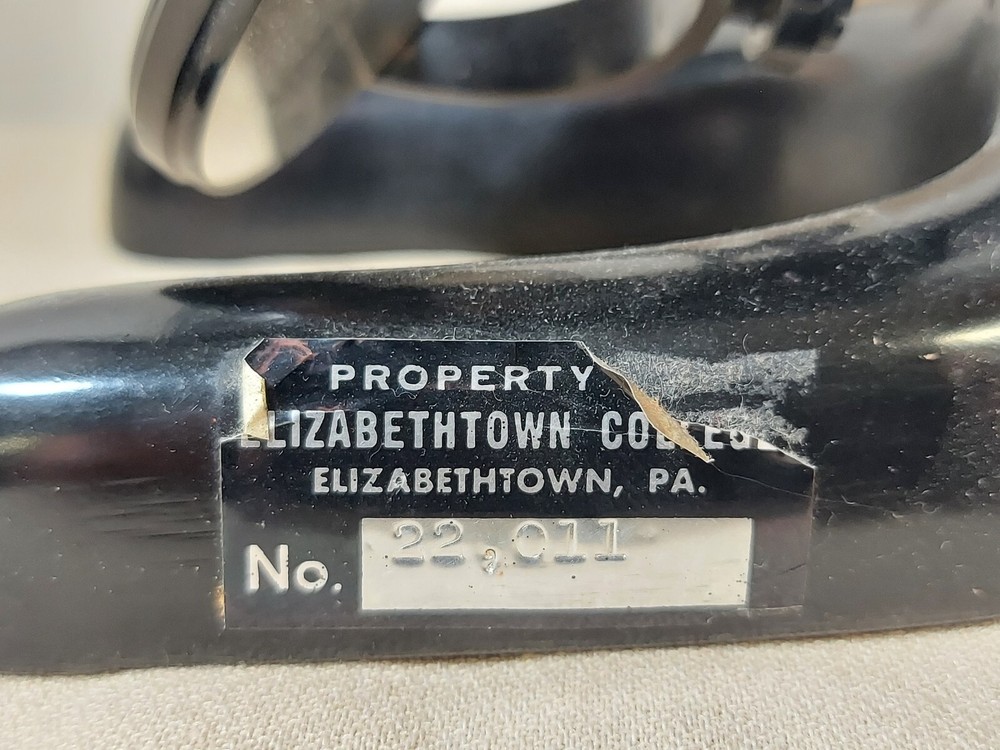 PROPERTY
ELIZABETHTOWN COLLEGE
ELIZABETHTOWN, PA.
No. 22,011